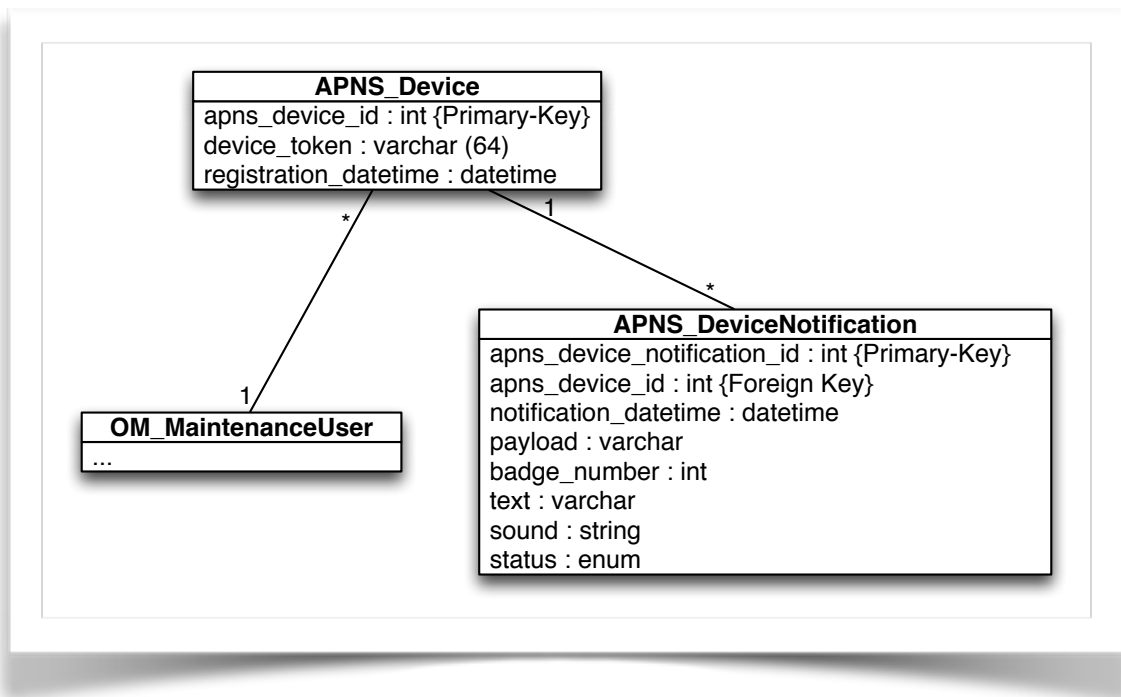 APNS_Device
apns_device_id : int {Primary-Key}
device_token : varchar (64)
registration_datetime : datetime
*
1
1
*
OM_MaintenanceUser
...
APNS_DeviceNotification
apns_device_notification_id : int {Primary-Key}
apns_device_id : int {Foreign Key}
notification_datetime : datetime
payload : varchar
badge_number : int
text : varchar
sound : string
status : enum